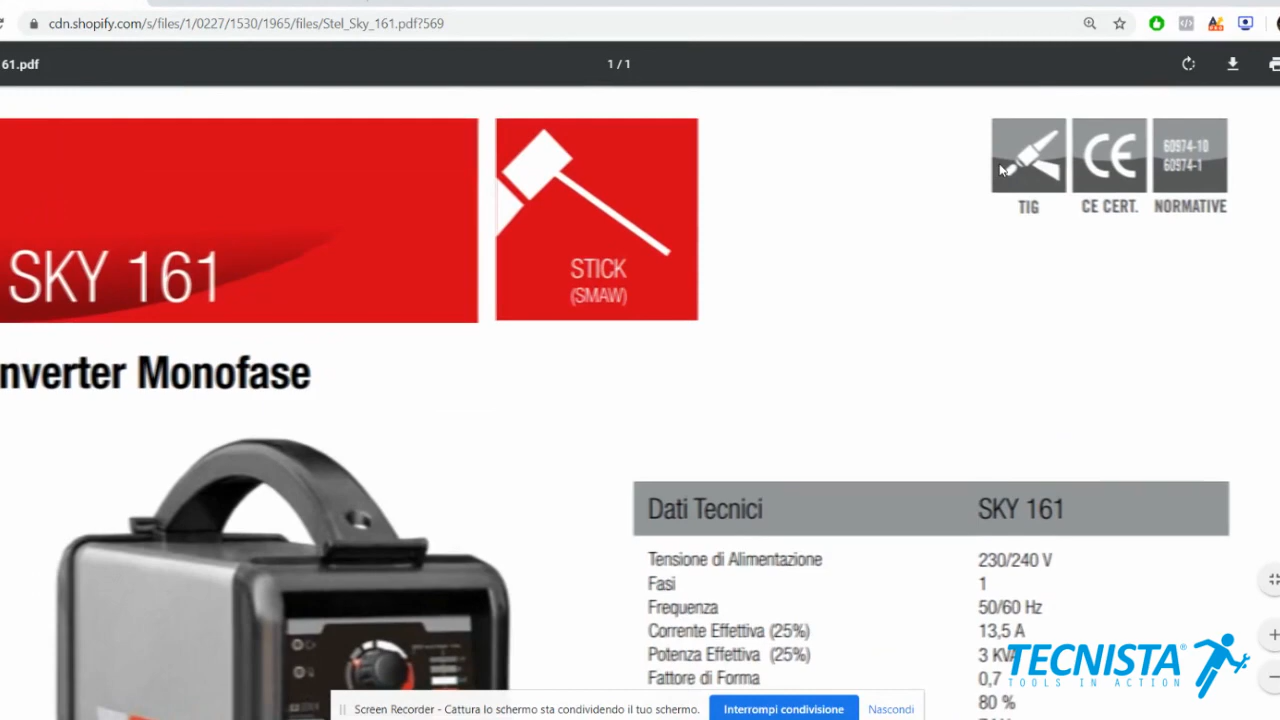 cdn.shopify.com/s/files/1/0227/1530/1965/files/Stel_Sky_161.pdf?569
61.pdf
1 / 1
SKY 161
STICK
(SMAW)
CE
60974-10
60974-1
TIG
CE CERT.
NORMATIVE
nverter Monofase
Dati Tecnici SKY 161
Tensione di Alimentazione 230/240 V
Fasi 1
Frequenza 50/60 Hz
Corrente Effettiva (25%) 13,5 A
Potenza Effettiva (25%) 3 KVA
Fattore di Forma 0,7
80 %
TECNISTA®
TOOLS IN ACTION
Screen Recorder - Cattura lo schermo sta condividendo il tuo schermo.
Interrompi condivisione
Nascondi